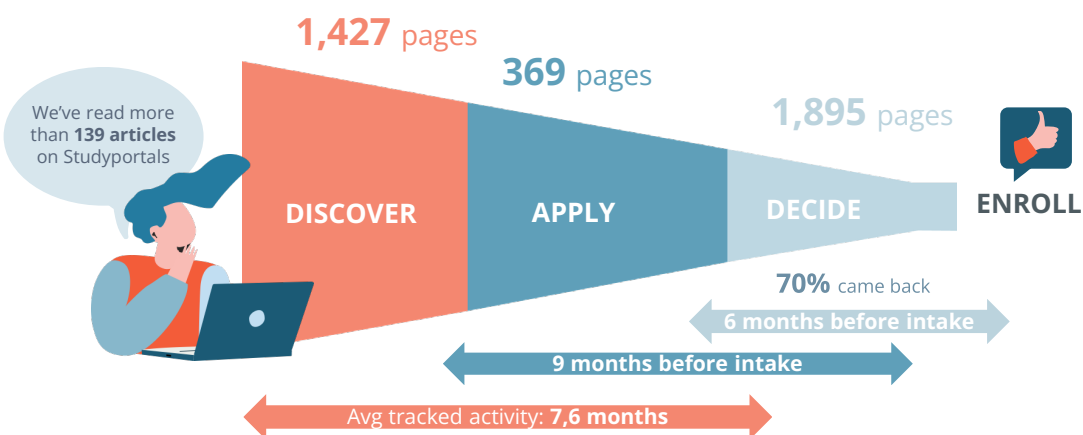 1,427 pages
369 pages
1,895 pages
We've read more
than 139 articles
on Studyportals
DISCOVER
APPLY
DECIDE
ENROLL
70% came back
6 months before intake
9 months before intake
Avg tracked activity: 7,6 months